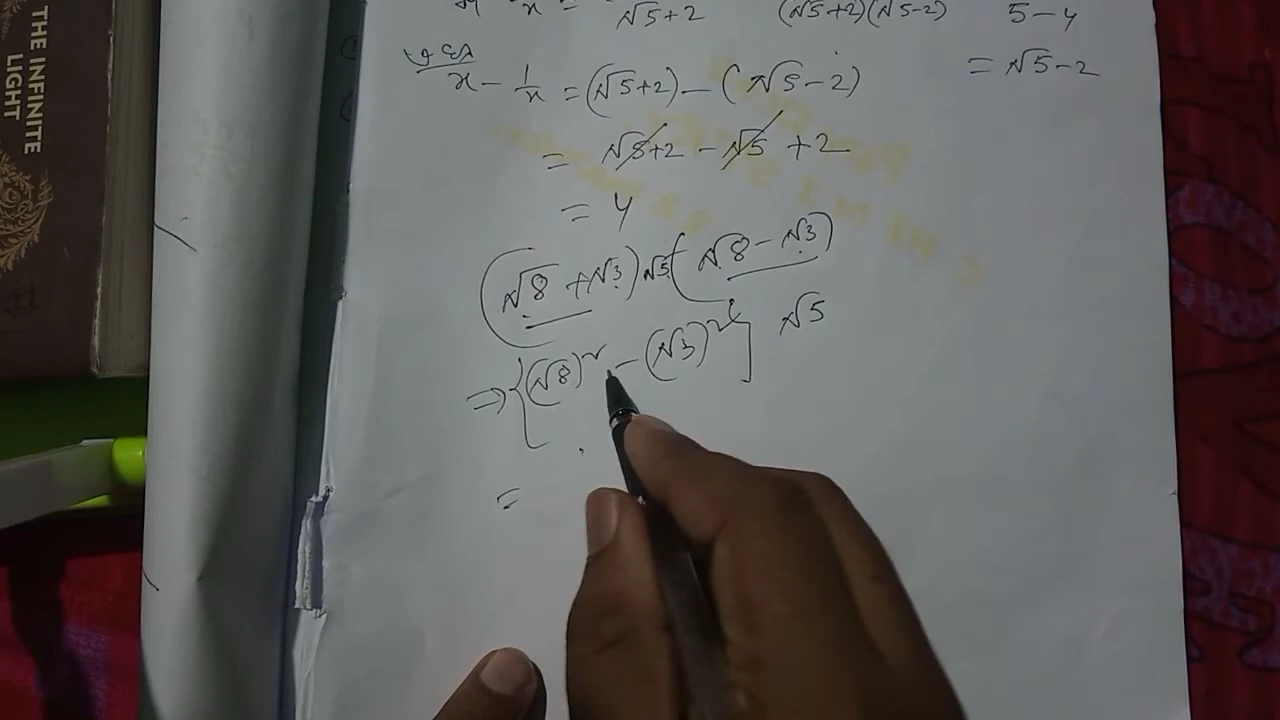 THE INFINITE
LIGHT
x = √5+2 (√5+2)(√5-2) 5-4
x - 1/x = (√5+2) - (√5-2) = √5-2
= √5+2 - √5 + 2
= 4
(√8 + √3) √5 (√8 - √3)
⇒ {(√8)² - (√3)²} √5
=